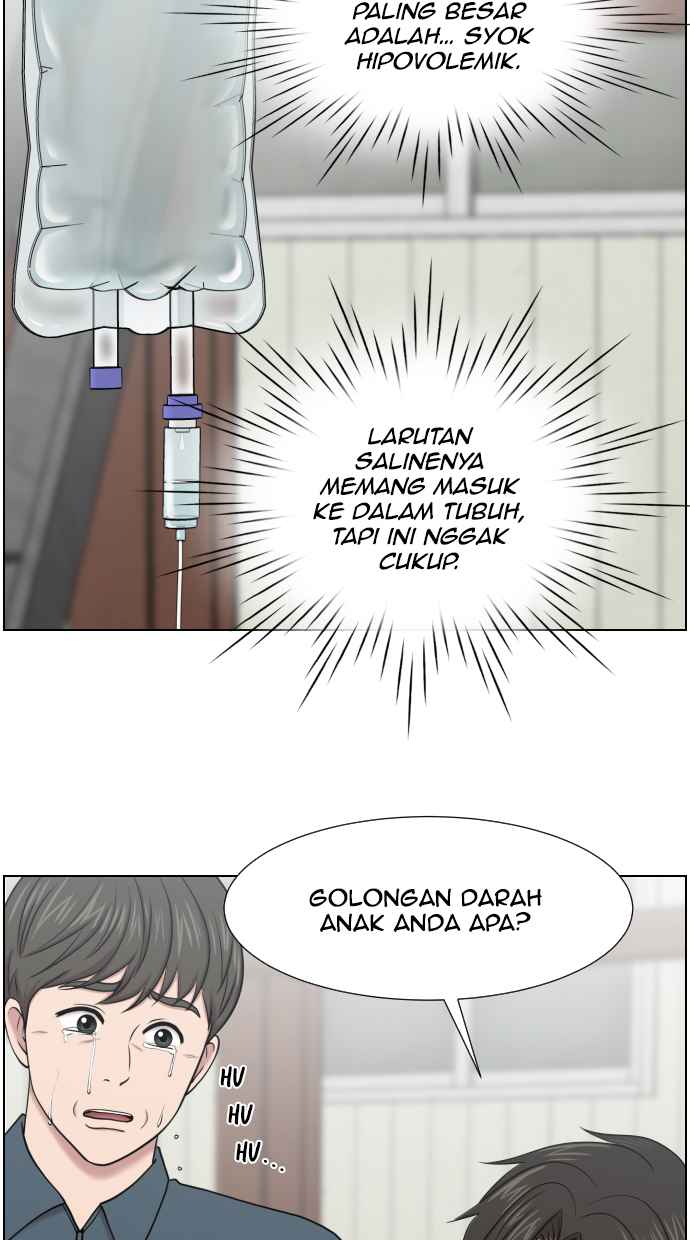 PALING BESAR
ADALAH... SYOK
HIPOVOLEMIK.
LARUTAN
SALINENYA
MEMANG MASUK
KE DALAM TUBUH,
TAPI INI NGGAK
CUKUP.
GOLONGAN DARAH
ANAK ANDA APA?
HU
HU
HU...